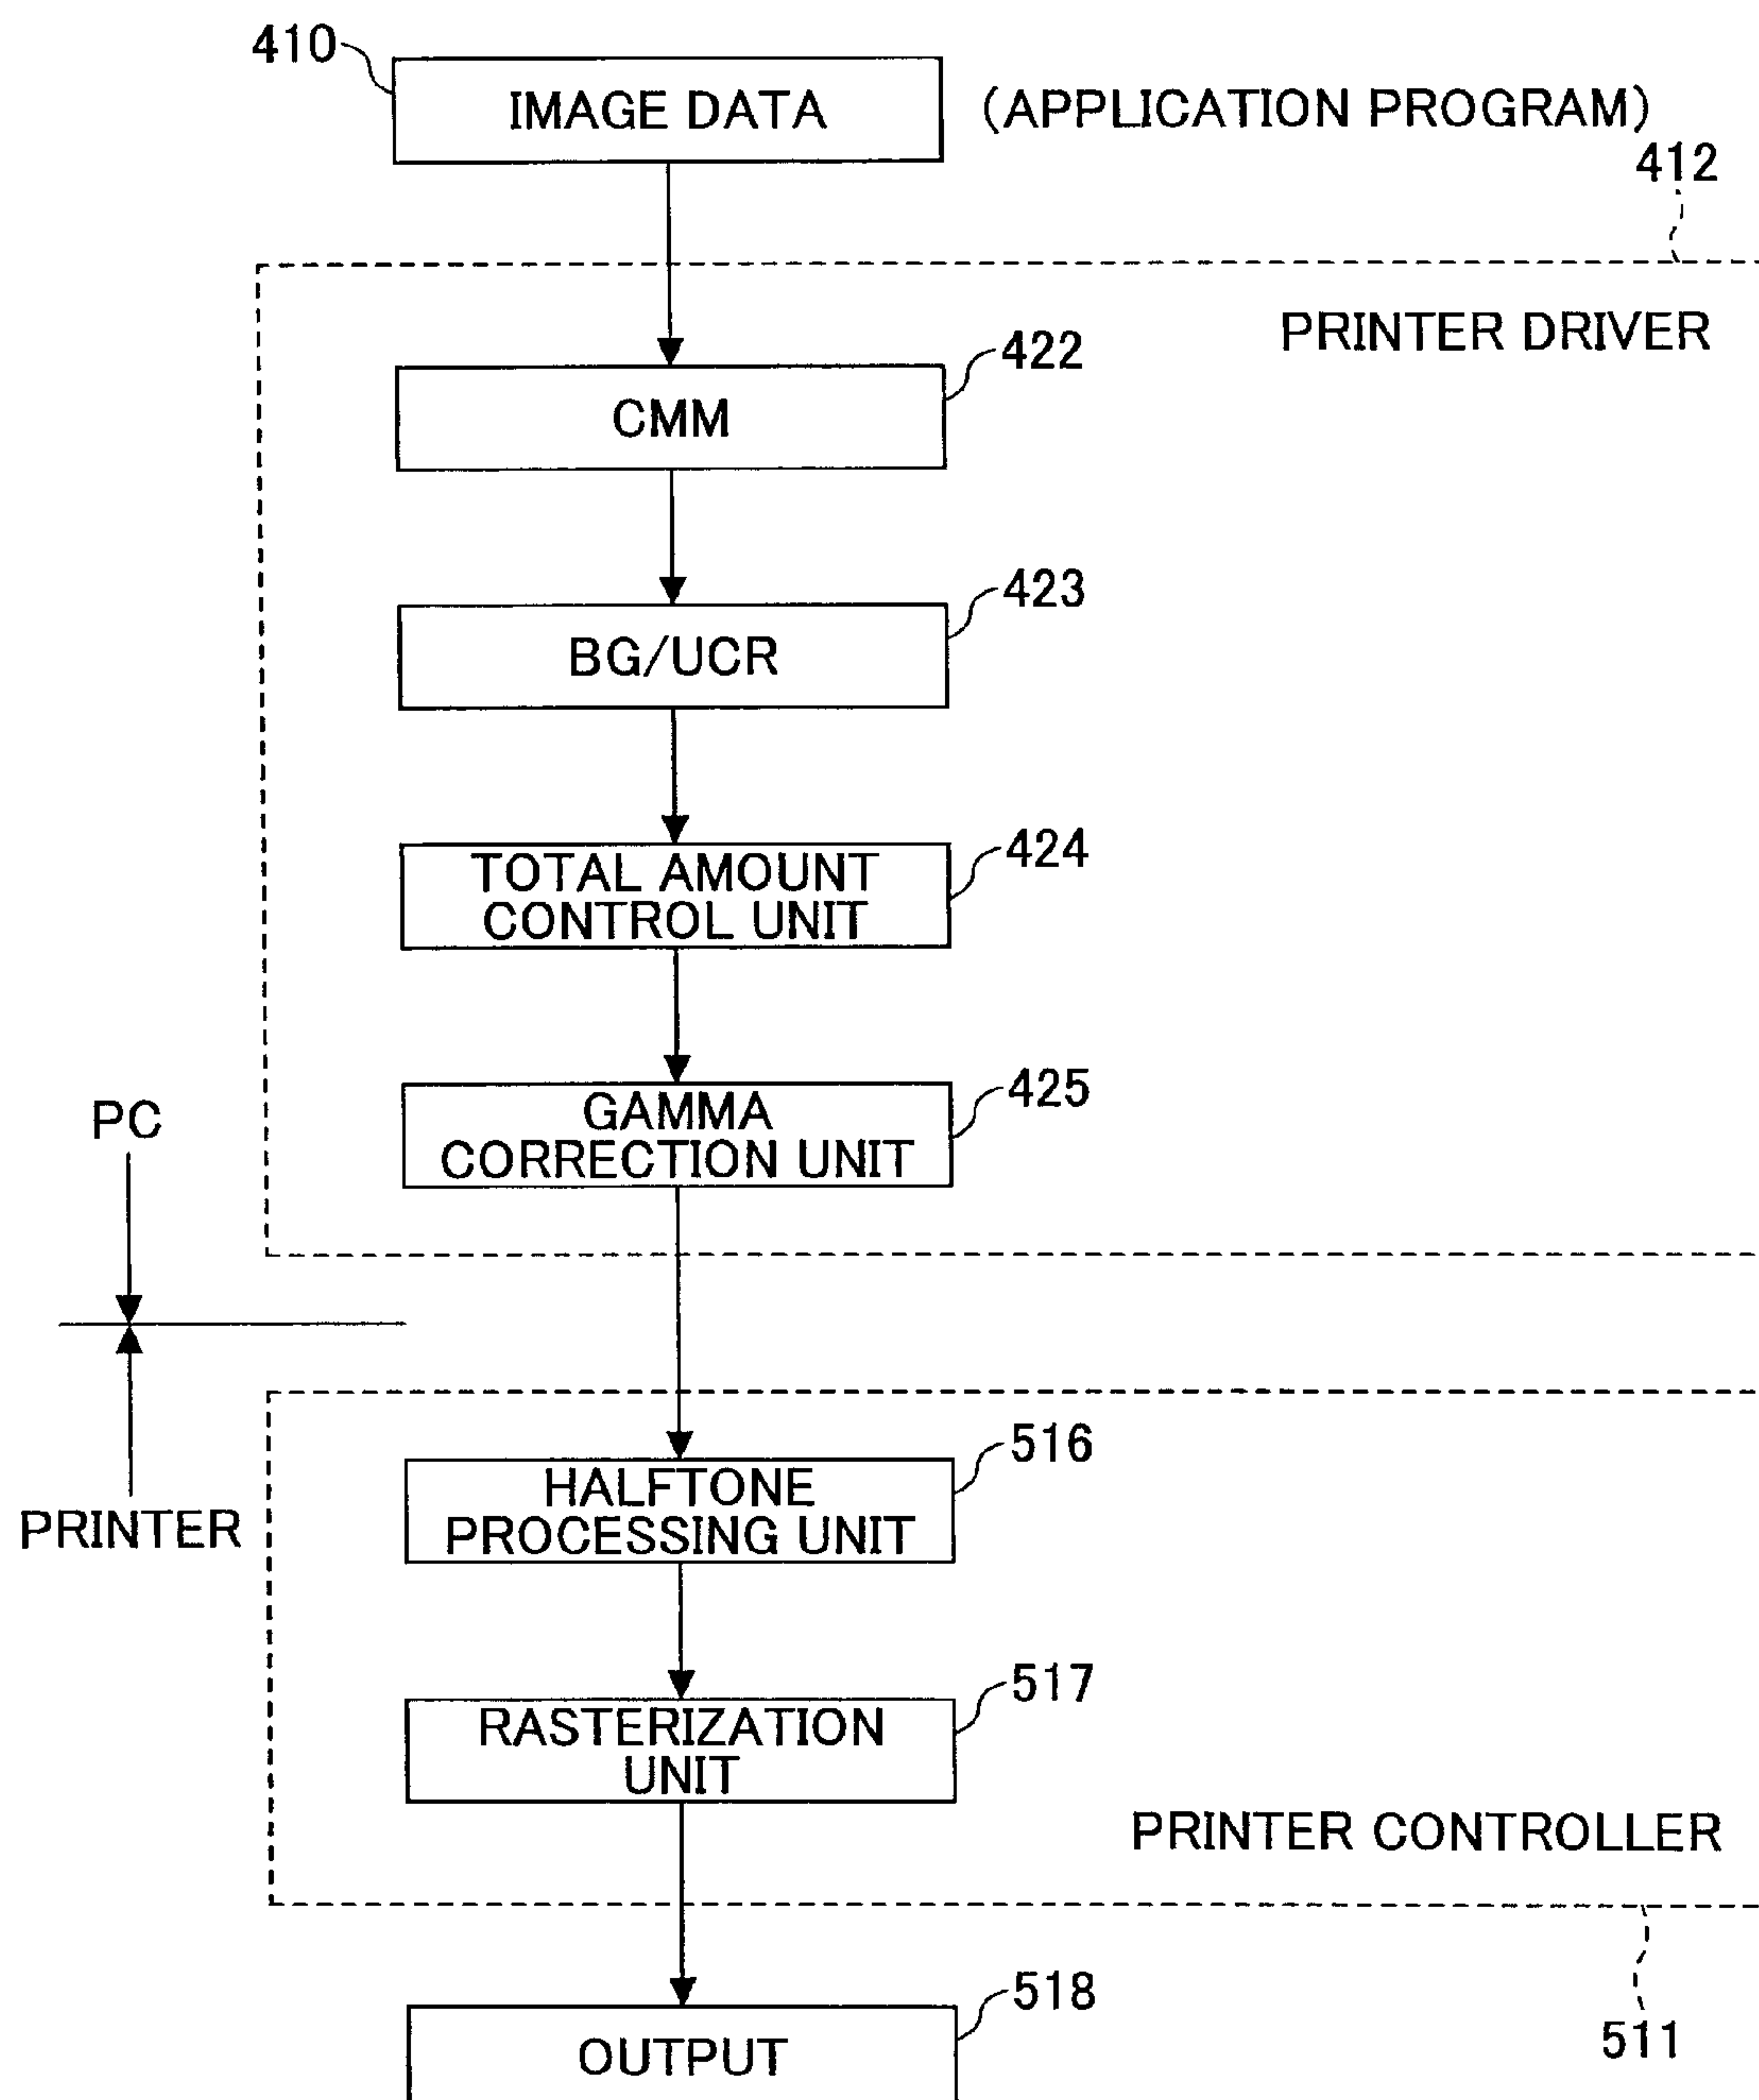 410
IMAGE DATA
(APPLICATION PROGRAM)
412
PRINTER DRIVER
422
CMM
423
BG/UCR
424
TOTAL AMOUNT
CONTROL UNIT
425
GAMMA
CORRECTION UNIT
PC
PRINTER
516
HALFTONE
PROCESSING UNIT
517
RASTERIZATION
UNIT
PRINTER CONTROLLER
518
OUTPUT
511